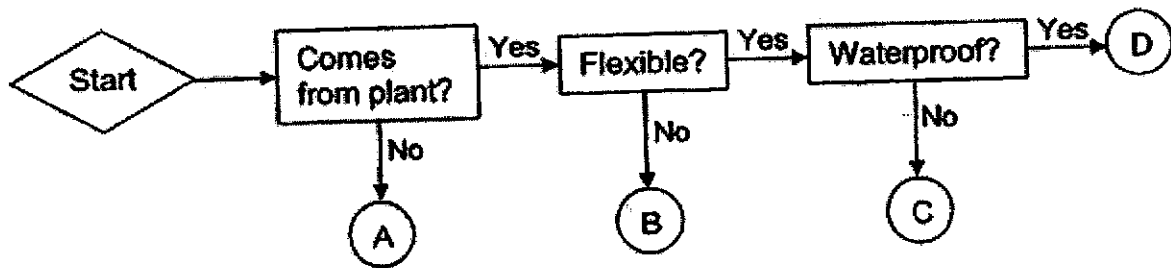 Start
Comes
from plant?
Yes
Flexible?
Yes
Waterproof?
Yes
D
No
No
No
A
B
C